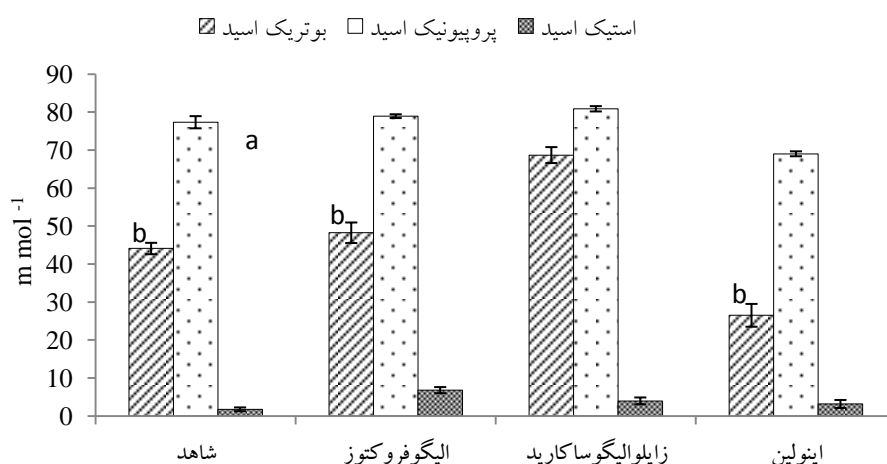 استیک اسید پروپیونیک اسید بوتریک اسید
90
80
70
60
50
40
30
20
10
0
m mol -1
b
a
b
b
شاهد الیگوفروکتوز زایلوالیگوساکارید اینولین